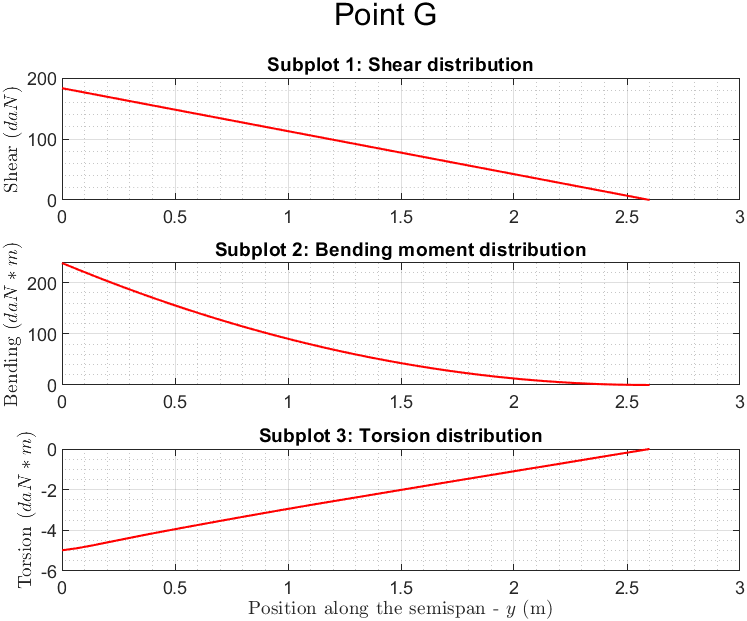 Point G
Subplot 1: Shear distribution
200
100
0
Shear (daN)
0 0.5 1 1.5 2 2.5 3
Subplot 2: Bending moment distribution
200
100
0
Bending (daN * m)
0 0.5 1 1.5 2 2.5 3
Subplot 3: Torsion distribution
0
-2
-4
-6
Torsion (daN * m)
0 0.5 1 1.5 2 2.5 3
Position along the semispan - y (m)